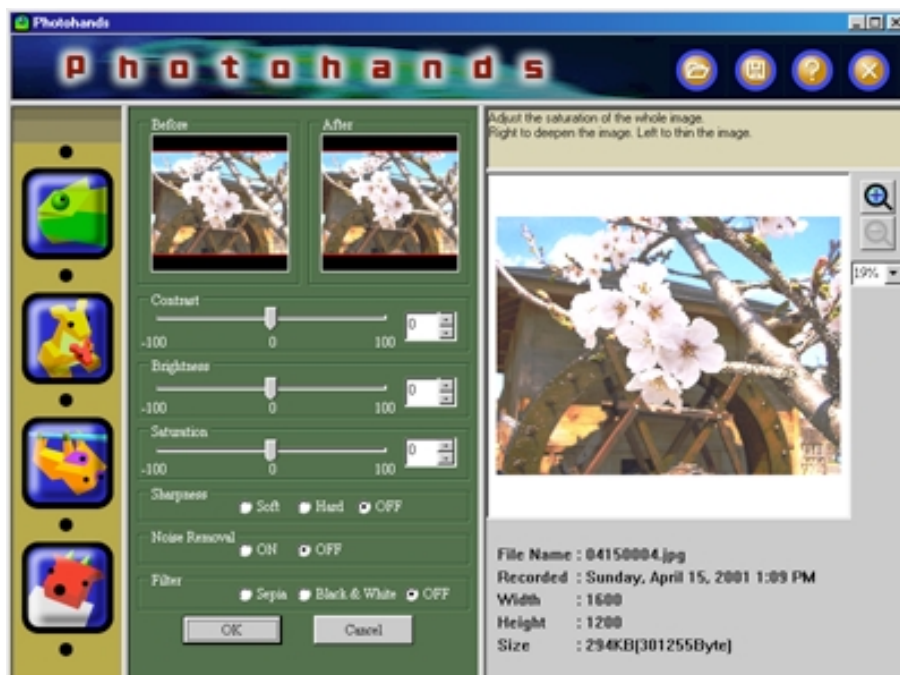 Photohands
Photohands
Before
After
Adjust the saturation of the whole image.
Right to deepen the image. Left to thin the image.
19%
Contrast
0
-100 0 100
Brightness
0
-100 0 100
Saturation
0
-100 0 100
Sharpness
Soft Hard OFF
Noise Removal
ON OFF
Filter
Sepia Black & White OFF
OK Cancel
File Name : 04150004.jpg
Recorded : Sunday, April 15, 2001 1:09 PM
Width : 1600
Height : 1200
Size : 294KB(301255Byte)